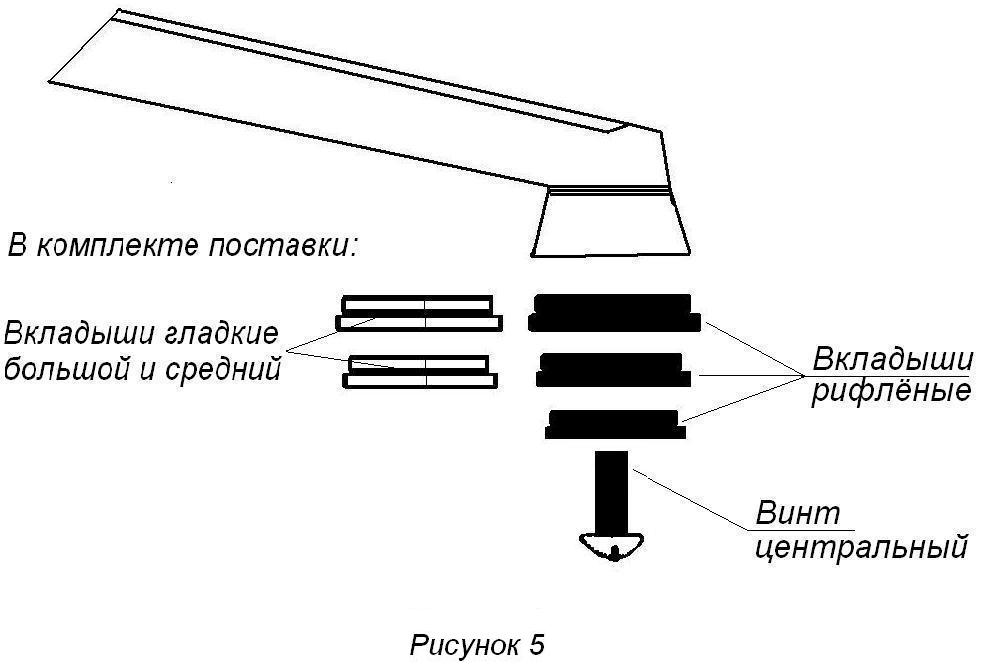 В комплекте поставки:
Вкладыши гладкие
большой и средний
Вкладыши
рифлёные
Винт
центральный
Рисунок 5